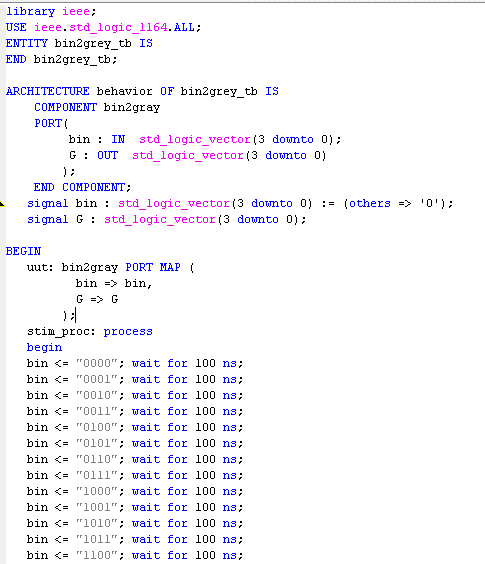 library ieee;
USE ieee.std_logic_1164.ALL;
ENTITY bin2grey_tb IS
END bin2grey_tb;
ARCHITECTURE behavior OF bin2grey_tb IS
COMPONENT bin2gray
PORT(
bin : IN  std_logic_vector(3 downto 0);
G : OUT  std_logic_vector(3 downto 0)
);
END COMPONENT;
signal bin : std_logic_vector(3 downto 0) := (others => '0');
signal G : std_logic_vector(3 downto 0);
BEGIN
uut: bin2gray PORT MAP (
bin => bin,
G => G
);
stim_proc: process
begin
bin <= "0000"; wait for 100 ns;
bin <= "0001"; wait for 100 ns;
bin <= "0010"; wait for 100 ns;
bin <= "0011"; wait for 100 ns;
bin <= "0100"; wait for 100 ns;
bin <= "0101"; wait for 100 ns;
bin <= "0110"; wait for 100 ns;
bin <= "0111"; wait for 100 ns;
bin <= "1000"; wait for 100 ns;
bin <= "1001"; wait for 100 ns;
bin <= "1010"; wait for 100 ns;
bin <= "1011"; wait for 100 ns;
bin <= "1100"; wait for 100 ns;